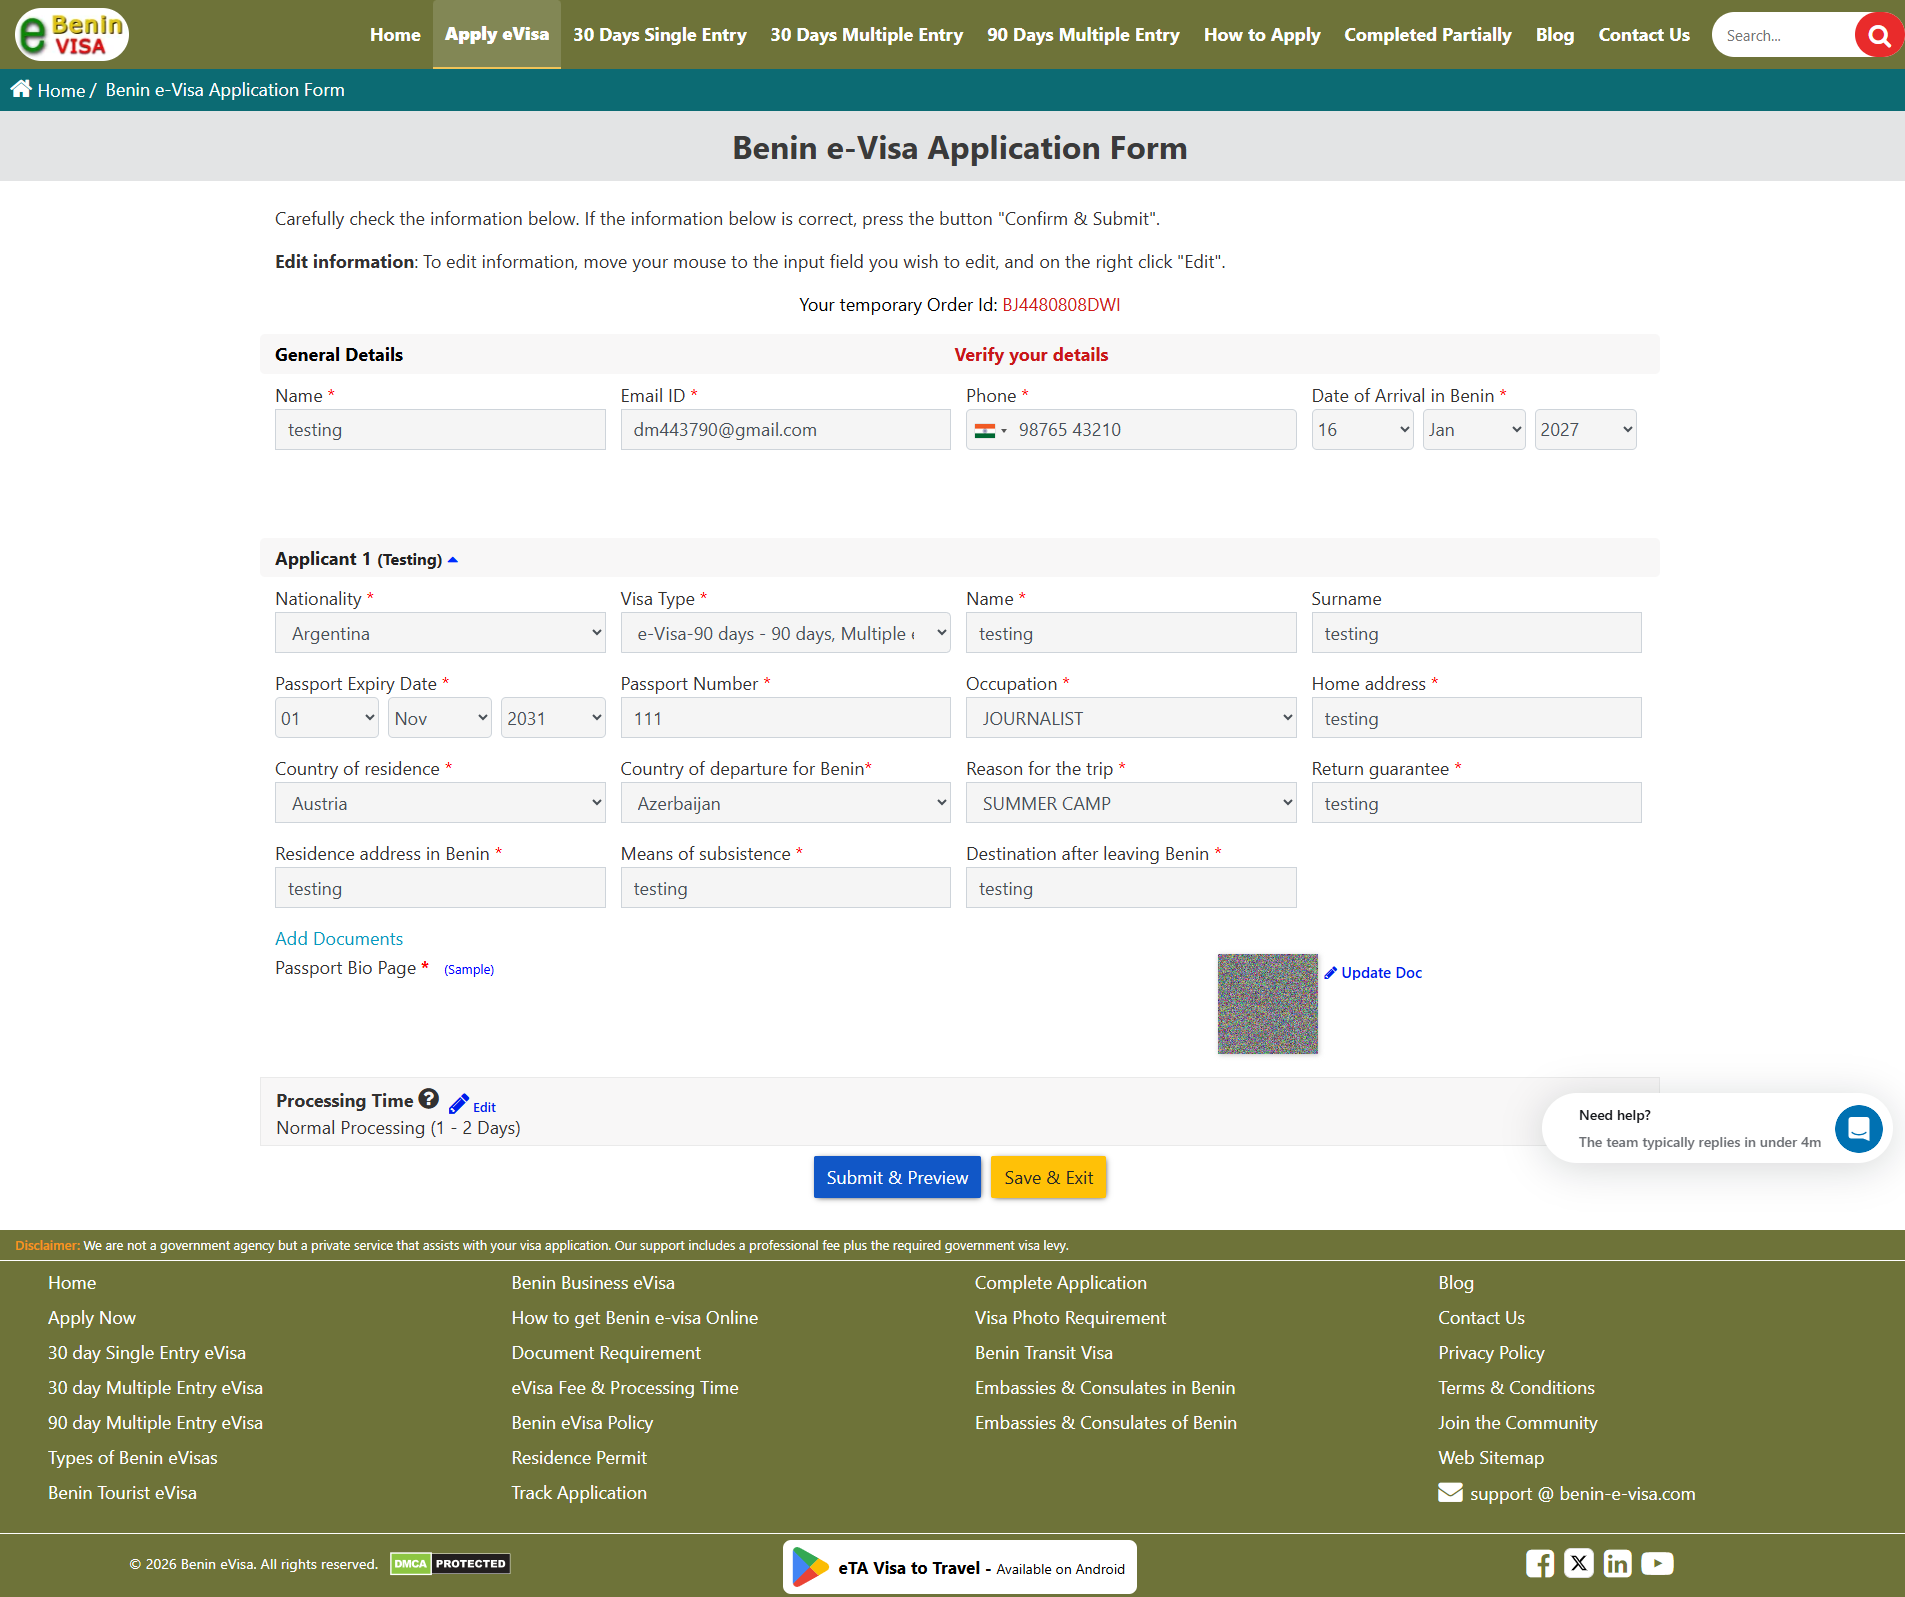 e Benin VISA
Home
Apply eVisa
30 Days Single Entry
30 Days Multiple Entry
90 Days Multiple Entry
How to Apply
Completed Partially
Blog
Contact Us
Search...
Home / Benin e-Visa Application Form
Benin e-Visa Application Form
Carefully check the information below. If the information below is correct, press the button "Confirm & Submit".
Edit information: To edit information, move your mouse to the input field you wish to edit, and on the right click "Edit".
Your temporary Order Id: BJ4480808DWI
General Details
Verify your details
Name * Email ID * Phone * Date of Arrival in Benin *
testing dm443790@gmail.com 98765 43210 16 Jan 2027
Applicant 1 (Testing)
Nationality * Visa Type * Name * Surname
Argentina e-Visa-90 days - 90 days, Multiple testing testing
Passport Expiry Date * Passport Number * Occupation * Home address *
01 Nov 2031 111 JOURNALIST testing
Country of residence * Country of departure for Benin* Reason for the trip * Return guarantee *
Austria Azerbaijan SUMMER CAMP testing
Residence address in Benin * Means of subsistence * Destination after leaving Benin *
testing testing testing
Add Documents
Passport Bio Page * (Sample)
Update Doc
Processing Time ? Edit
Normal Processing (1 - 2 Days)
Need help?
The team typically replies in under 4m
Submit & Preview
Save & Exit
Disclaimer: We are not a government agency but a private service that assists with your visa application. Our support includes a professional fee plus the required government visa levy.
Home
Apply Now
30 day Single Entry eVisa
30 day Multiple Entry eVisa
90 day Multiple Entry eVisa
Types of Benin eVisas
Benin Tourist eVisa
Benin Business eVisa
How to get Benin e-visa Online
Document Requirement
eVisa Fee & Processing Time
Benin eVisa Policy
Residence Permit
Track Application
Complete Application
Visa Photo Requirement
Benin Transit Visa
Embassies & Consulates in Benin
Embassies & Consulates of Benin
Blog
Contact Us
Privacy Policy
Terms & Conditions
Join the Community
Web Sitemap
support @ benin-e-visa.com
© 2026 Benin eVisa. All rights reserved.
DMCA PROTECTED
eTA Visa to Travel - Available on Android